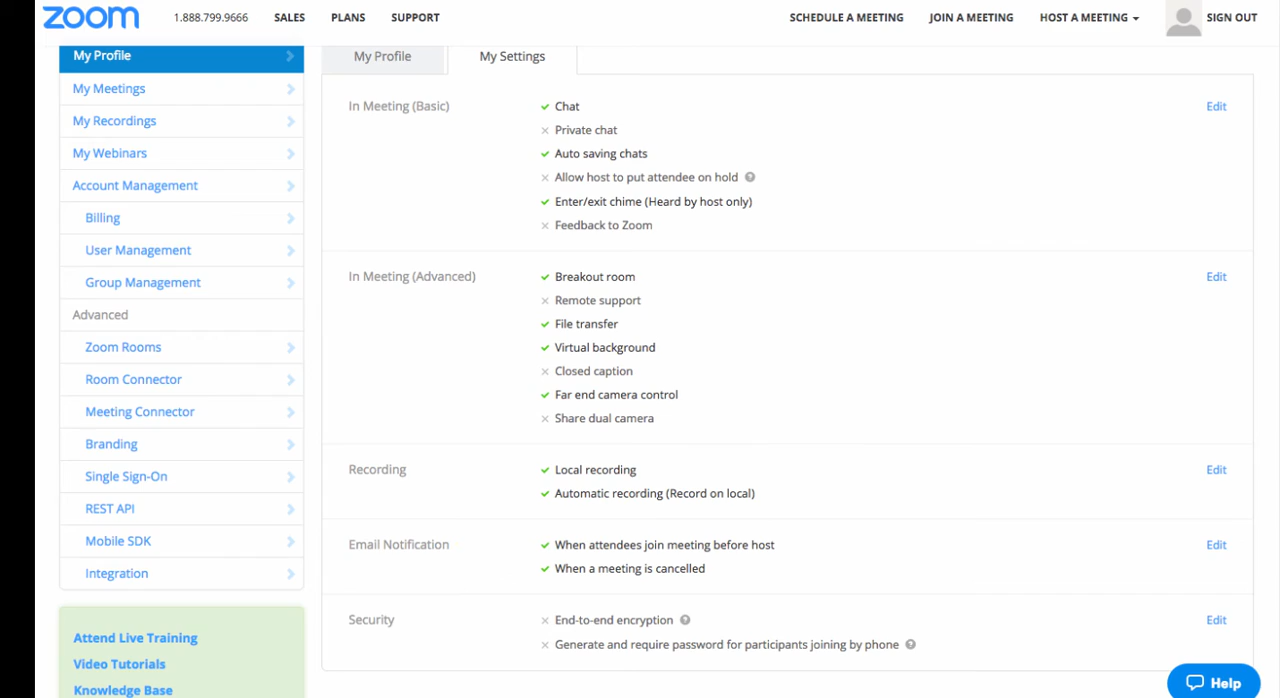 zoom 1.888.799.9666 SALES PLANS SUPPORT SCHEDULE A MEETING JOIN A MEETING HOST A MEETING SIGN OUT
My Profile
My Meetings
My Recordings
My Webinars
Account Management
Billing
User Management
Group Management
Advanced
Zoom Rooms
Room Connector
Meeting Connector
Branding
Single Sign-On
REST API
Mobile SDK
Integration
Attend Live Training
Video Tutorials
Knowledge Base
My Profile My Settings
In Meeting (Basic) Chat Edit
Private chat
Auto saving chats
Allow host to put attendee on hold ?
Enter/exit chime (Heard by host only)
Feedback to Zoom
In Meeting (Advanced) Breakout room Edit
Remote support
File transfer
Virtual background
Closed caption
Far end camera control
Share dual camera
Recording Local recording Edit
Automatic recording (Record on local)
Email Notification When attendees join meeting before host Edit
When a meeting is cancelled
Security End-to-end encryption ? Edit
Generate and require password for participants joining by phone ?
Help